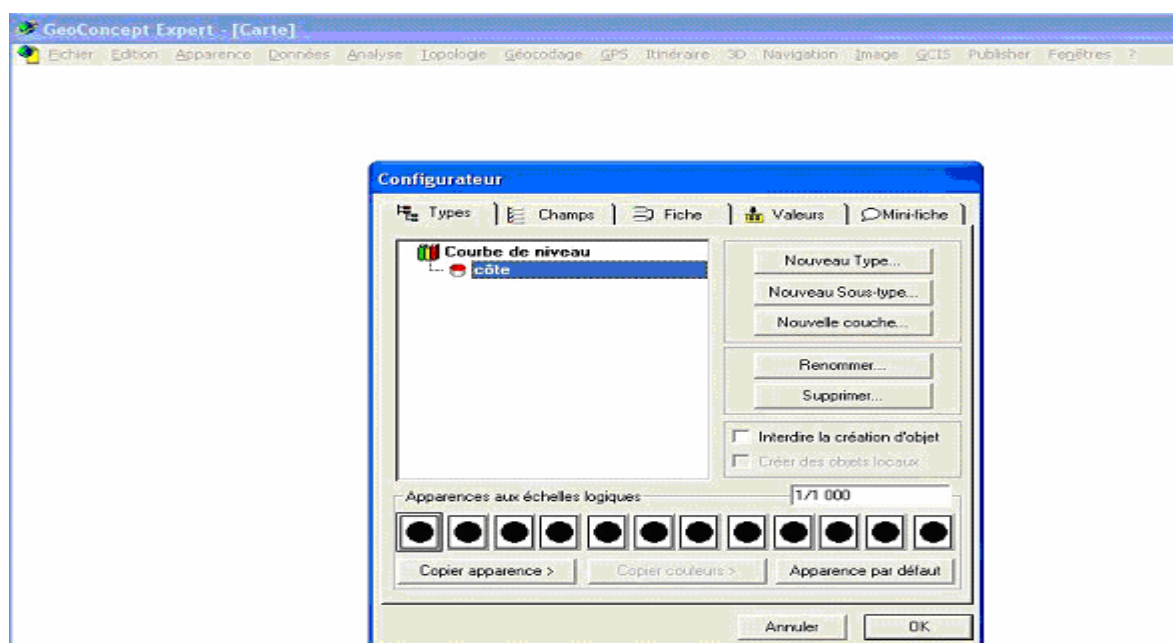 GeoConcept Expert - [Carte]
Fichier Edition Apparence Données Analyse Topologie Géocodage GPS Itinéraire 3D Navigation Image GCIS Publisher Fenêtres ?
Configurateur
Types Champs Fiche Valeurs Mini-fiche
Courbe de niveau
côte
Nouveau Type...
Nouveau Sous-type...
Nouvelle couche...
Renommer...
Supprimer...
Interdire la création d'objet
Créer des objets locaux
Apparences aux échelles logiques 1/1 000
Copier apparence > Copier couleurs > Apparence par défaut
Annuler OK